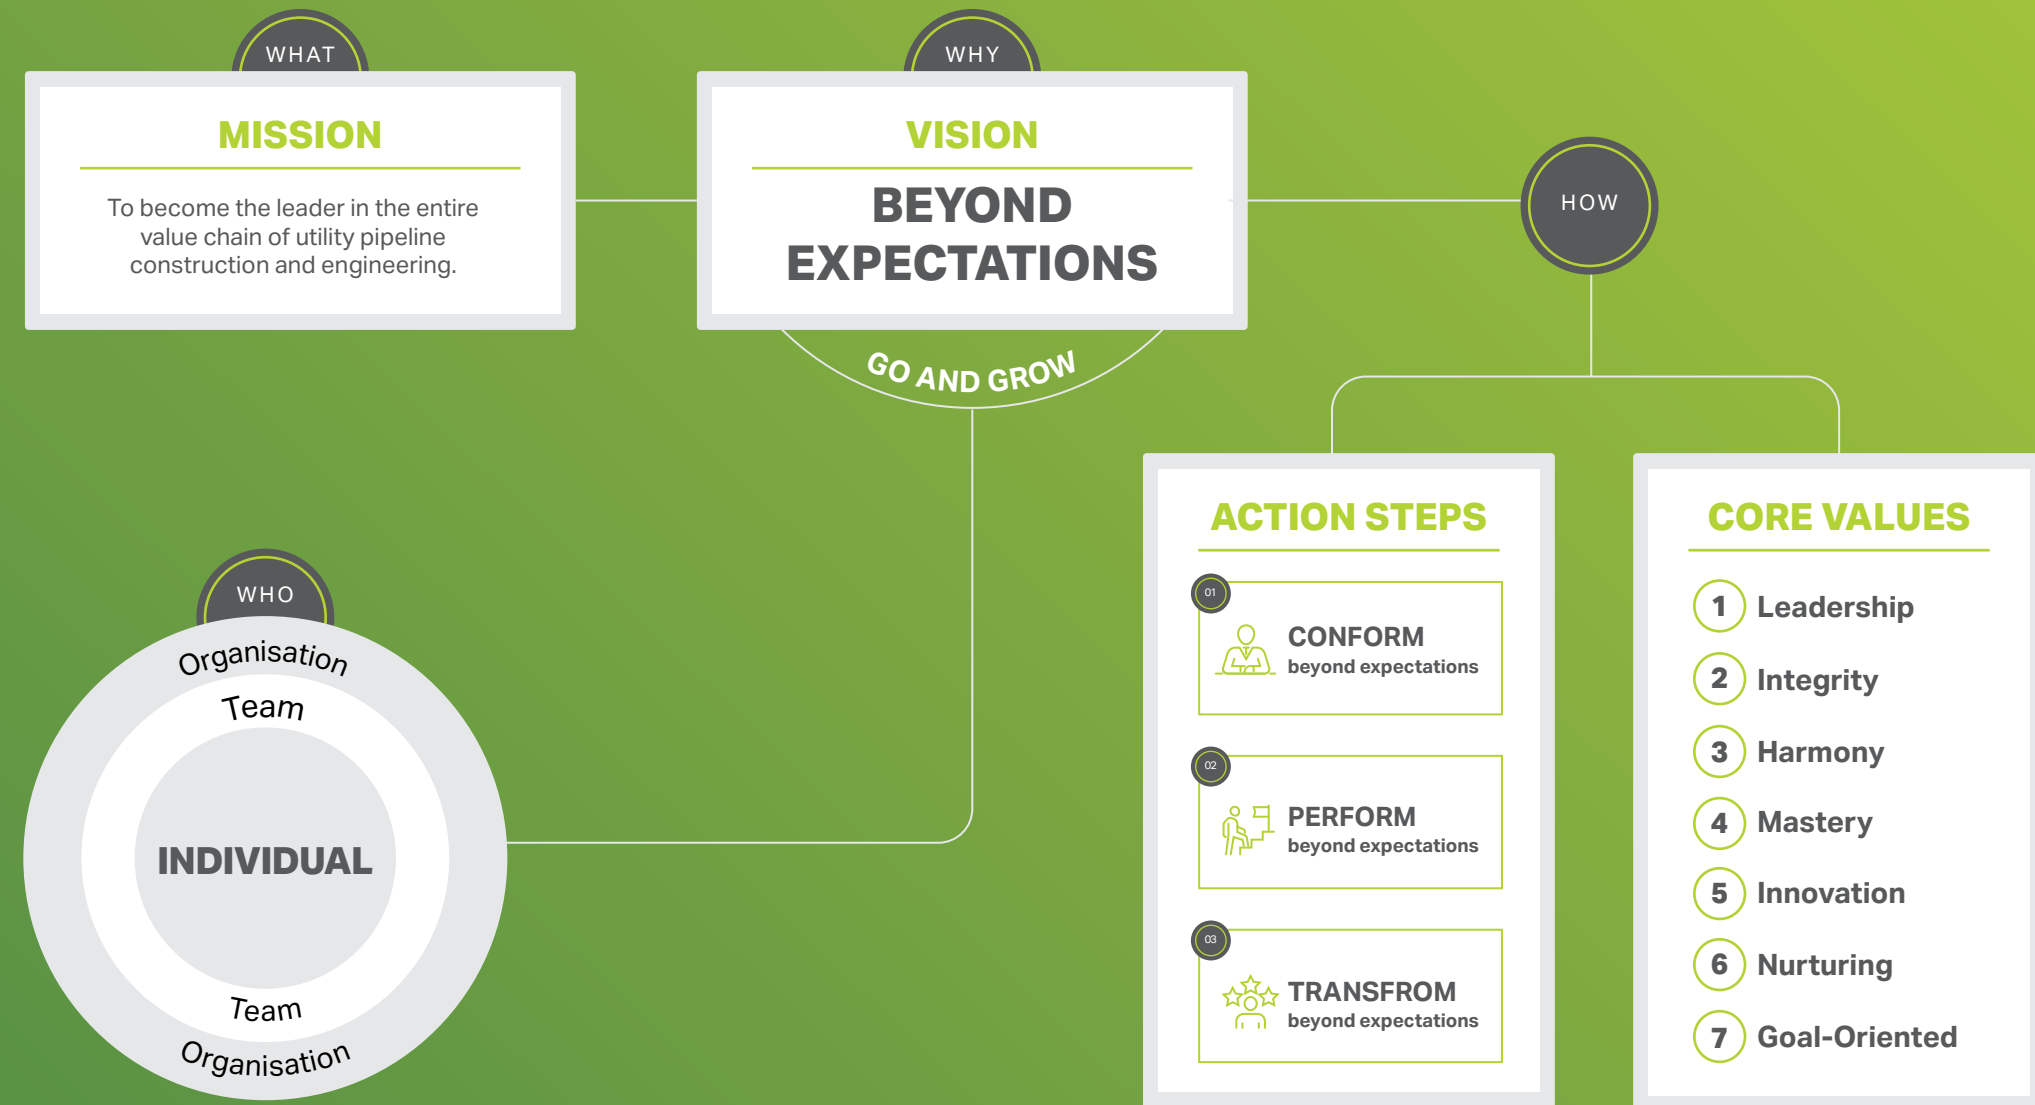 WHAT
MISSION
To become the leader in the entire
value chain of utility pipeline
construction and engineering.
WHY
VISION
BEYOND
EXPECTATIONS
GO AND GROW
HOW
WHO
Organisation
Team
INDIVIDUAL
Team
Organisation
ACTION STEPS
01
CONFORM
beyond expectations
02
PERFORM
beyond expectations
03
TRANSFROM
beyond expectations
CORE VALUES
1 Leadership
2 Integrity
3 Harmony
4 Mastery
5 Innovation
6 Nurturing
7 Goal-Oriented